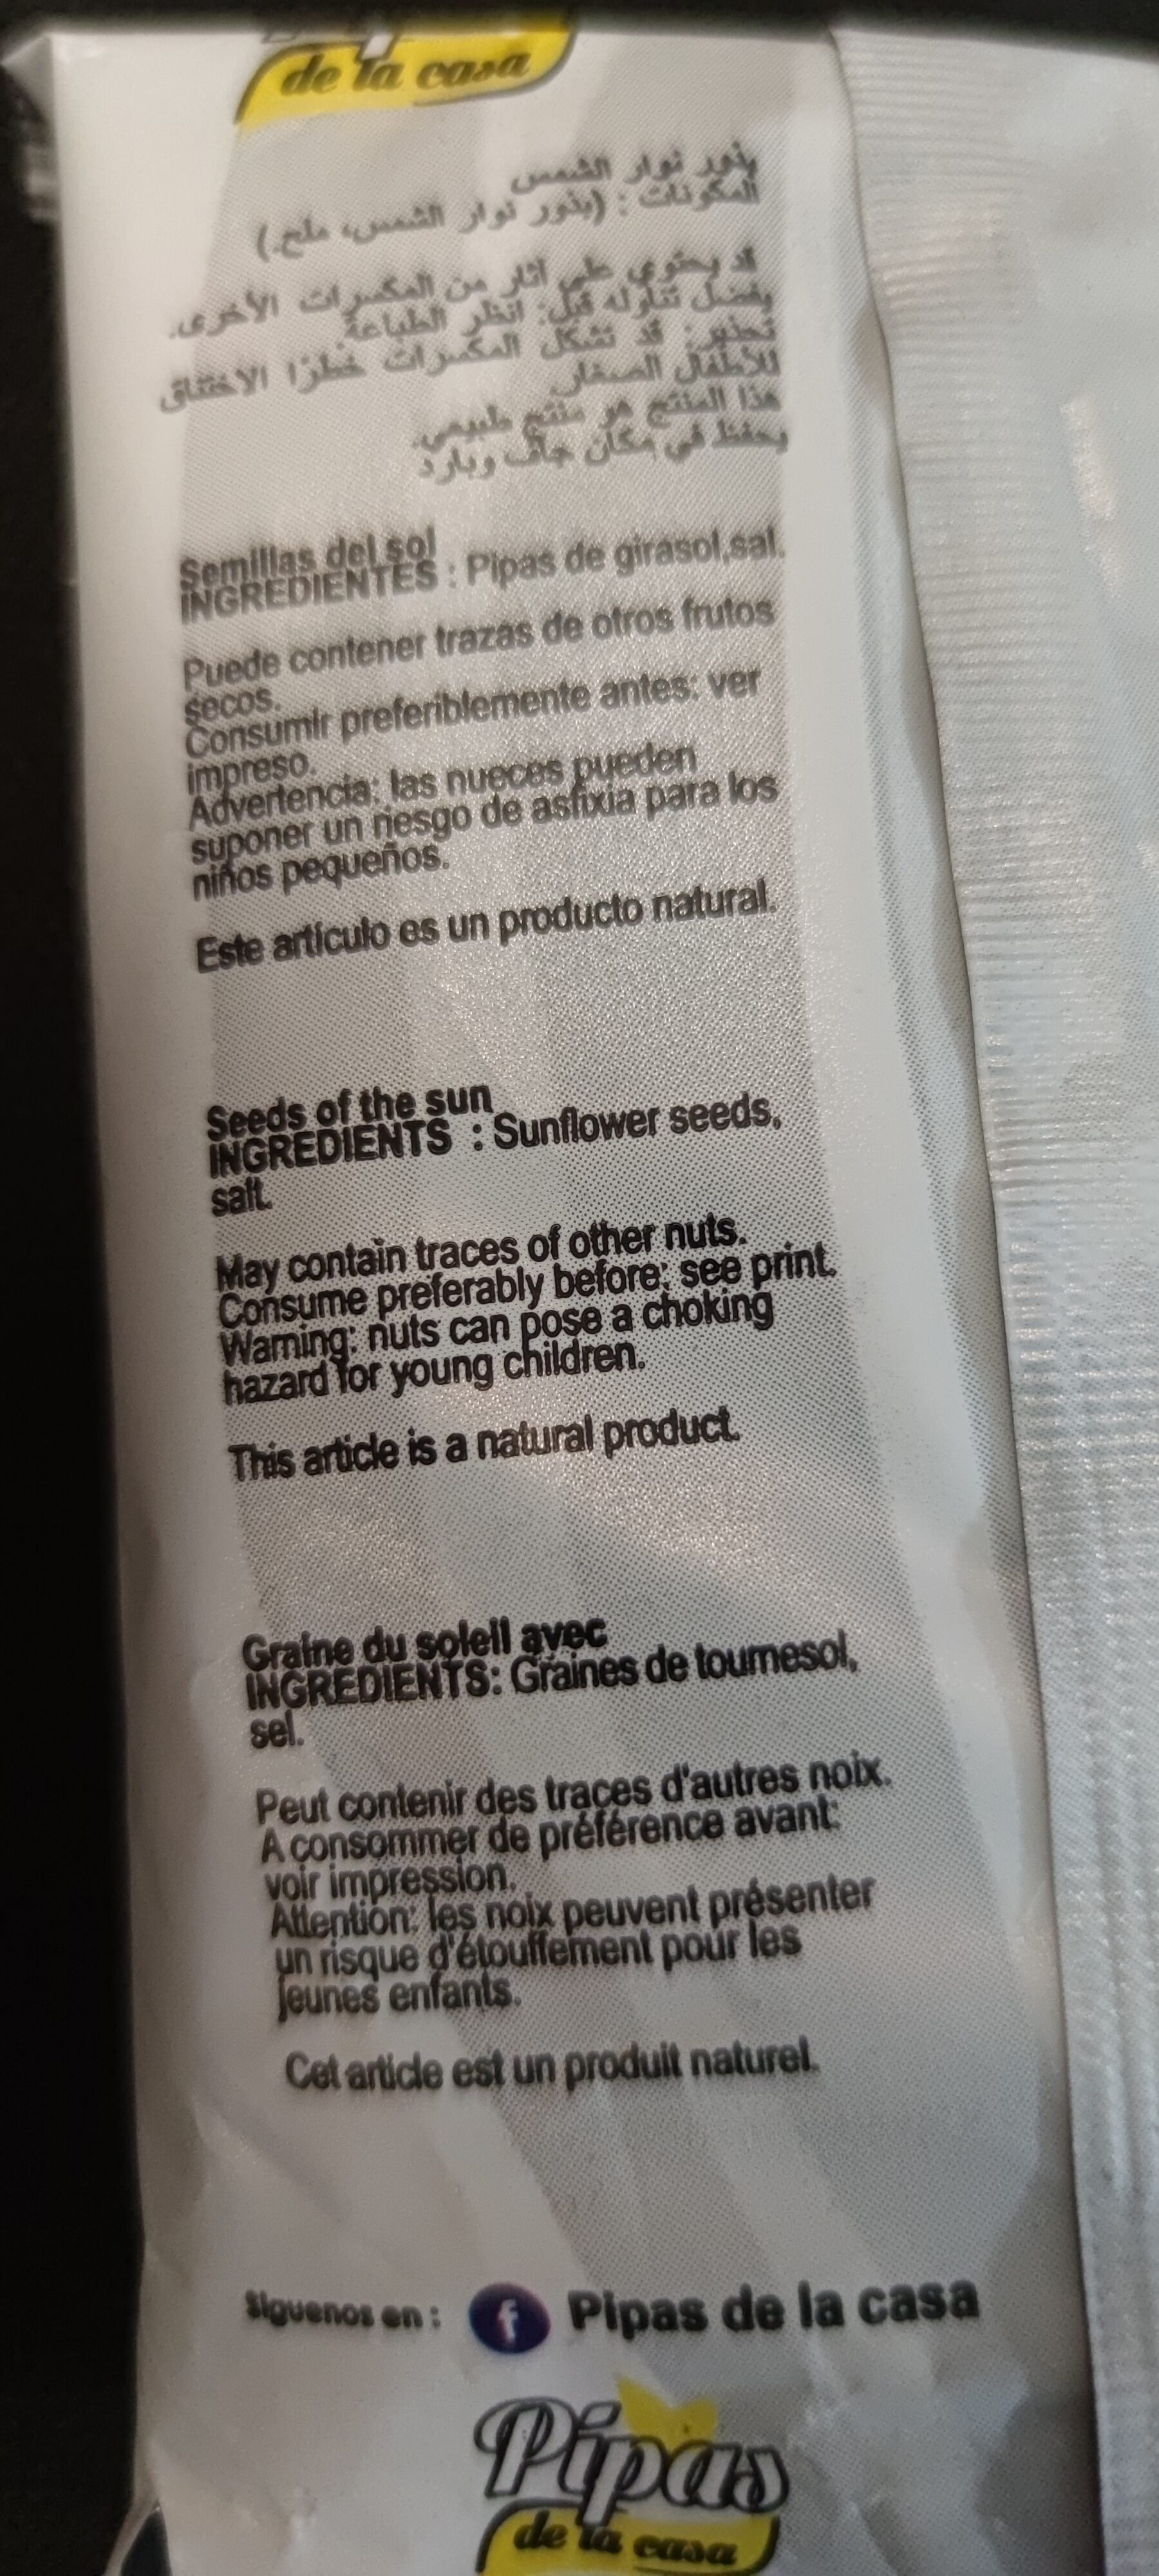 de la casa
بذور نوار الشمس
المكونات : (بذور نوار الشمس، ملح.)
قد يحتوي على آثار من المكسرات الأخرى.
يفضل تناوله قبل: انظر الطباعة
تحذير: قد تشكل المكسرات خطرًا الاختناق
للأطفال الصغار.
هذا المنتج هو منتج طبيعي.
يحفظ في مكان جاف وبارد
Semillas del sol
INGREDIENTES : Pipas de girasol,sal.
Puede contener trazas de otros frutos
secos.
Consumir preferiblemente antes: ver
impreso.
Advertencia: las nueces pueden
suponer un riesgo de asfixia para los
niños pequeños.
Este artículo es un producto natural.
Seeds of the sun
INGREDIENTS : Sunflower seeds,
salt.
May contain traces of other nuts.
Consume preferably before: see print.
Warning: nuts can pose a choking
hazard for young children.
This article is a natural product.
Graine du soleil avec
INGREDIENTS: Graines de tournesol,
sel.
Peut contenir des traces d'autres noix.
A consommer de préférence avant:
voir impression.
Attention: les noix peuvent présenter
un risque d'étouffement pour les
jeunes enfants.
Cet article est un produit naturel.
Siguenos en : f Pipas de la casa
Pipas
de la casa